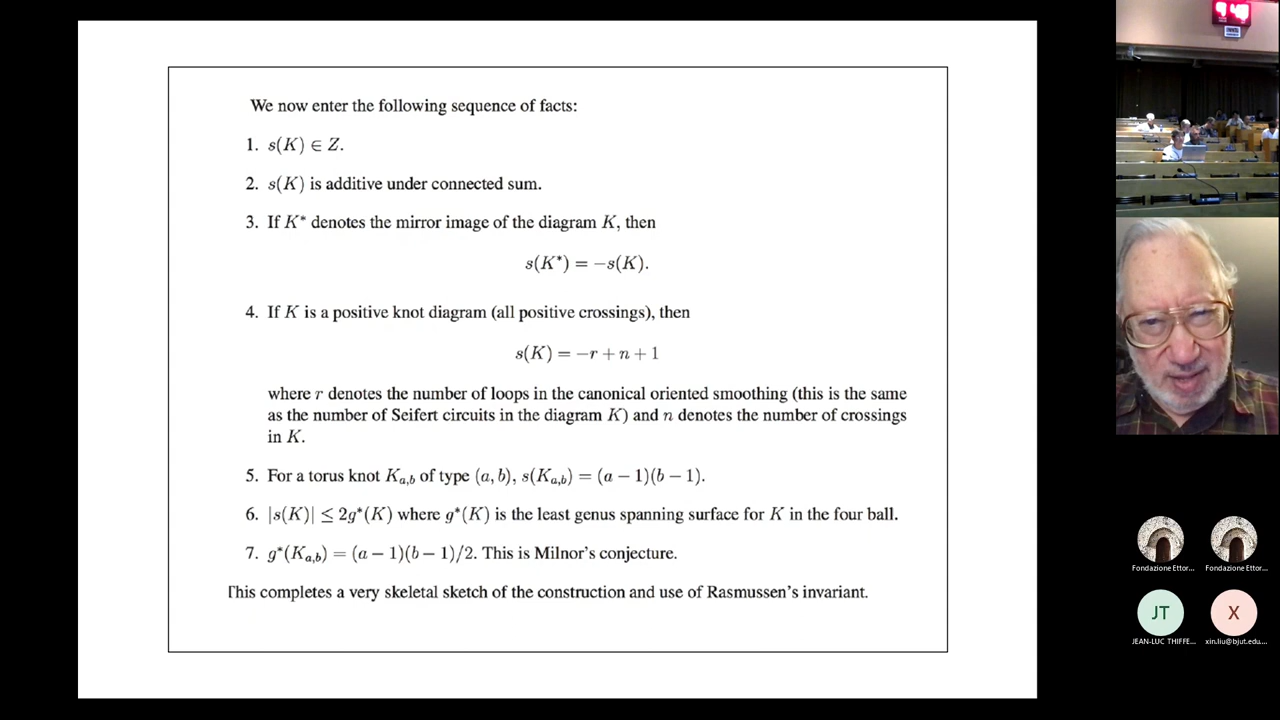 We now enter the following sequence of facts:
1. s(K) ∈ Z.
2. s(K) is additive under connected sum.
3. If K* denotes the mirror image of the diagram K, then
s(K*) = −s(K).
4. If K is a positive knot diagram (all positive crossings), then
s(K) = −r + n + 1
where r denotes the number of loops in the canonical oriented smoothing (this is the same
as the number of Seifert circuits in the diagram K) and n denotes the number of crossings
in K.
5. For a torus knot K_{a,b} of type (a, b), s(K_{a,b}) = (a − 1)(b − 1).
6. |s(K)| ≤ 2g*(K) where g*(K) is the least genus spanning surface for K in the four ball.
7. g*(K_{a,b}) = (a − 1)(b − 1)/2. This is Milnor's conjecture.
This completes a very skeletal sketch of the construction and use of Rasmussen's invariant.
Fondazione Ettor...
Fondazione Ettor...
JT
X
JEAN-LUC THIFFE...
xin.liu@bjut.edu....